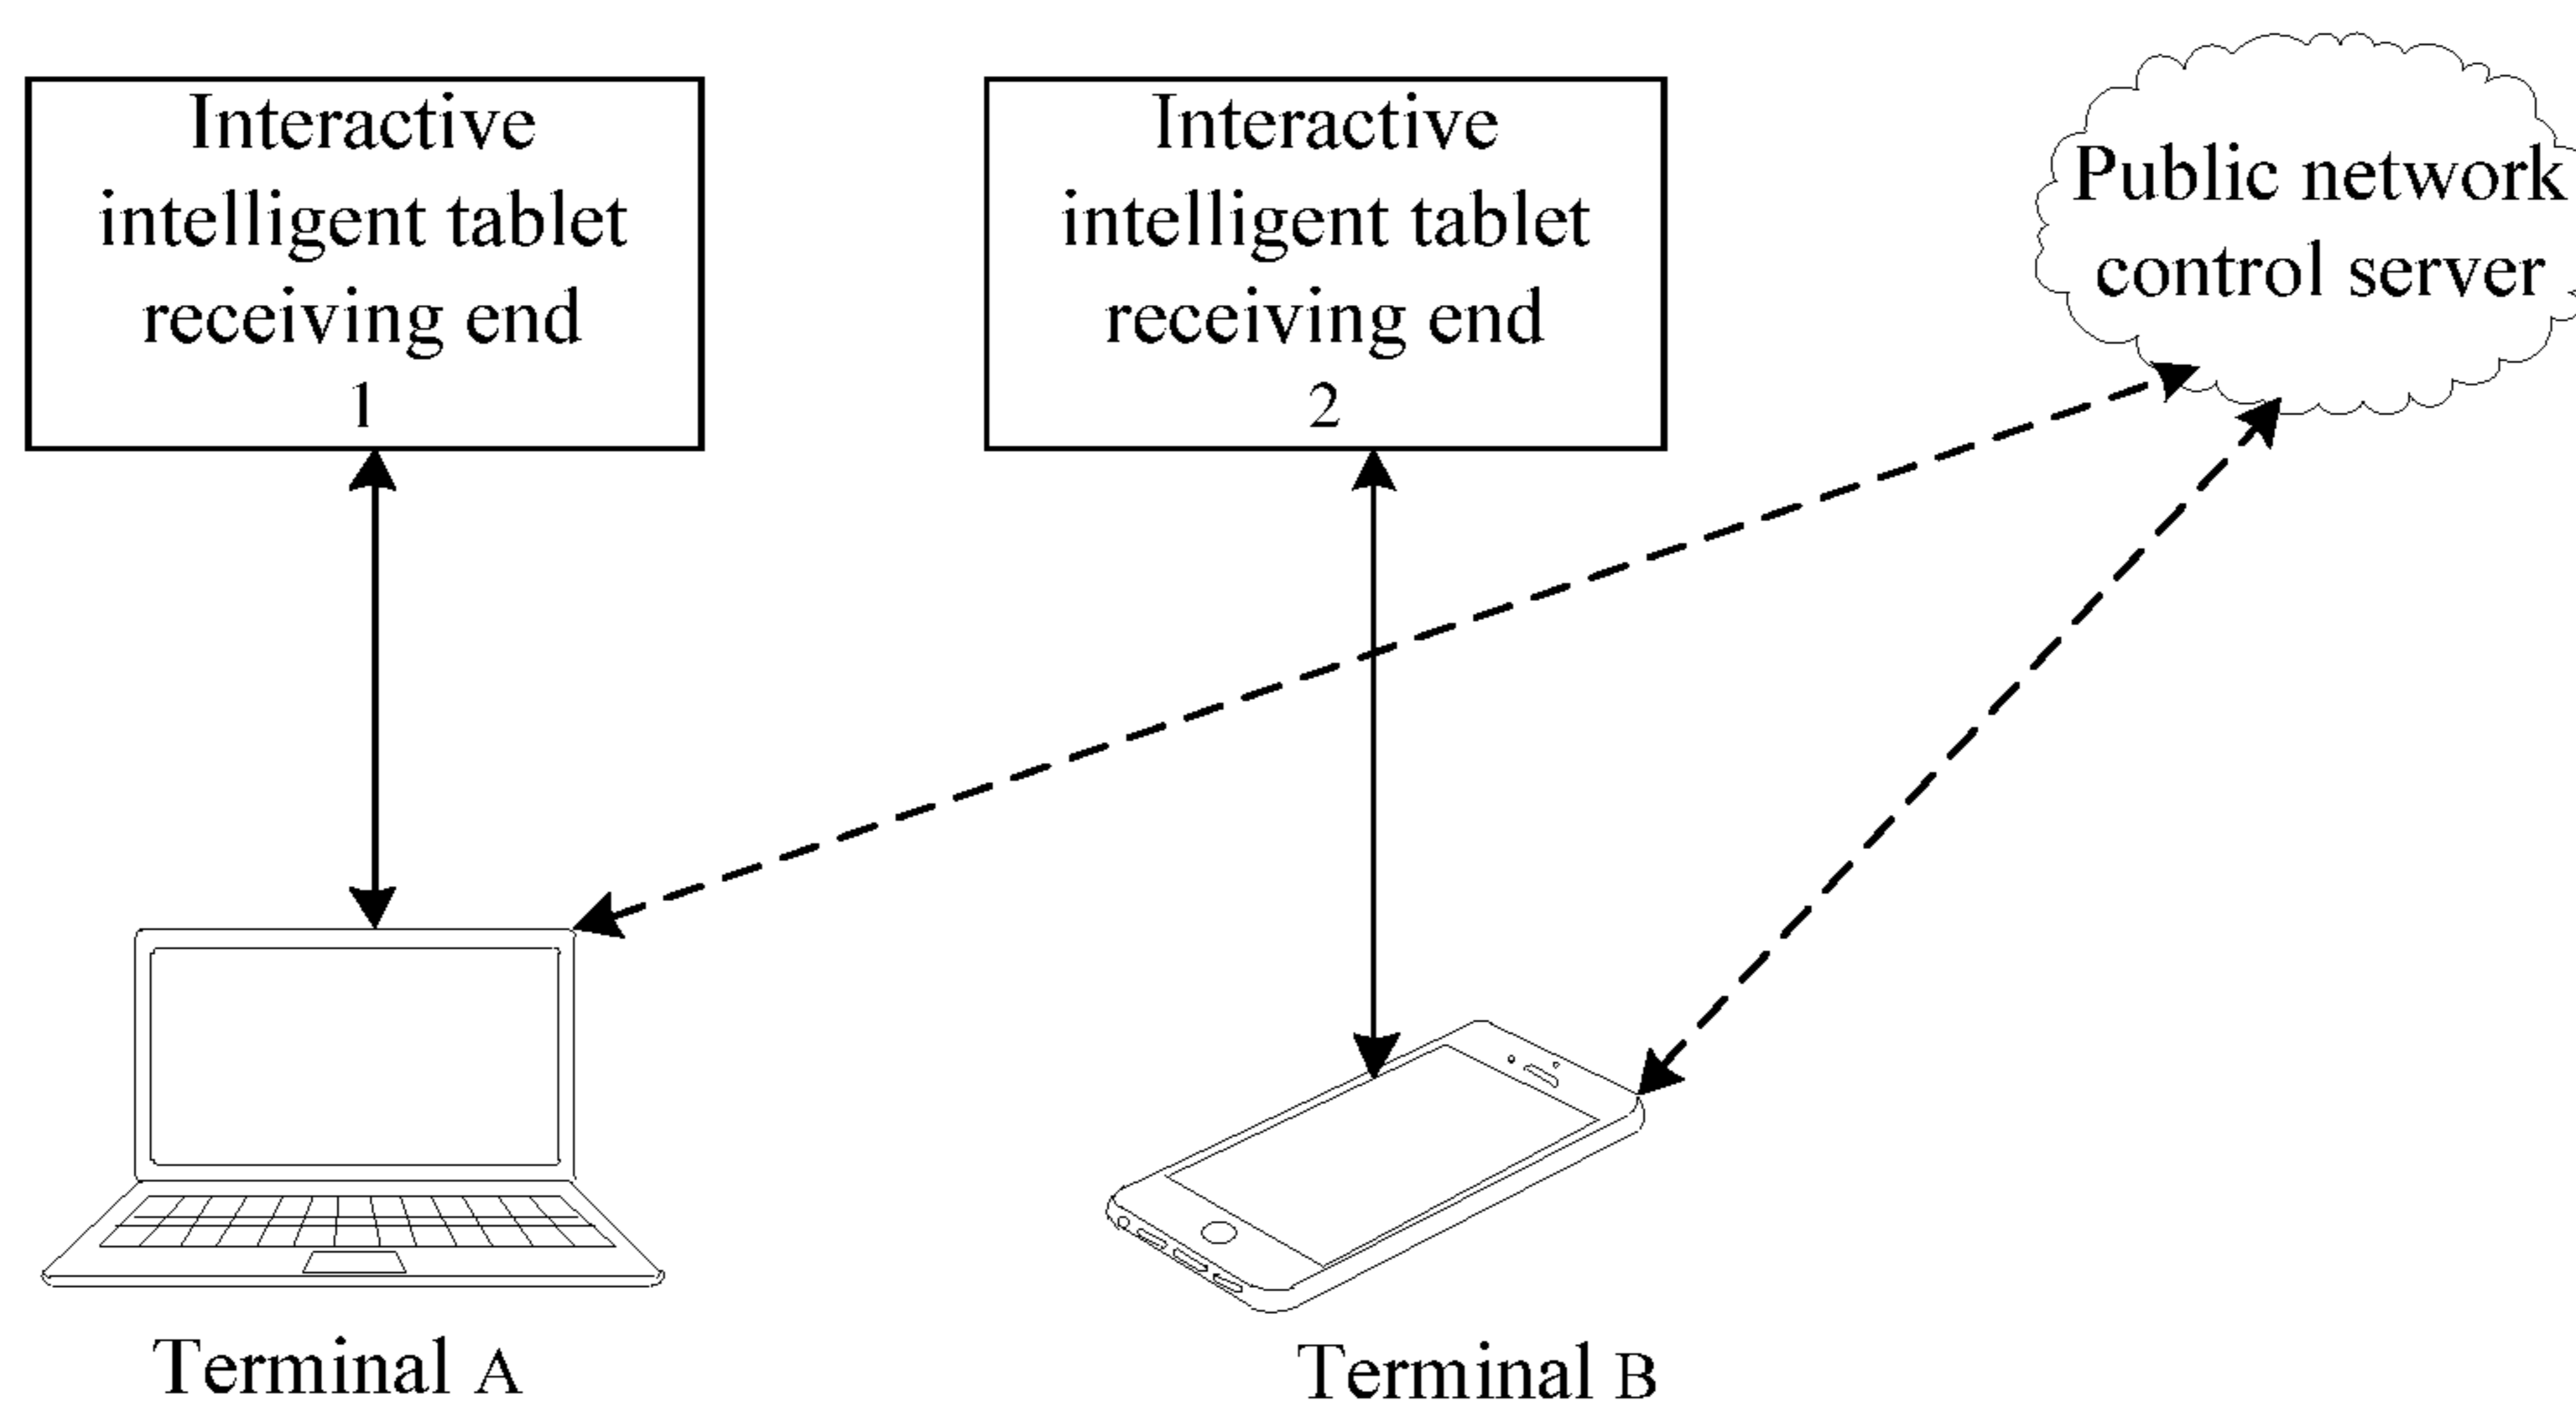 Interactive
intelligent tablet
receiving end
1
Interactive
intelligent tablet
receiving end
2
Public network
control server
Terminal A
Terminal B